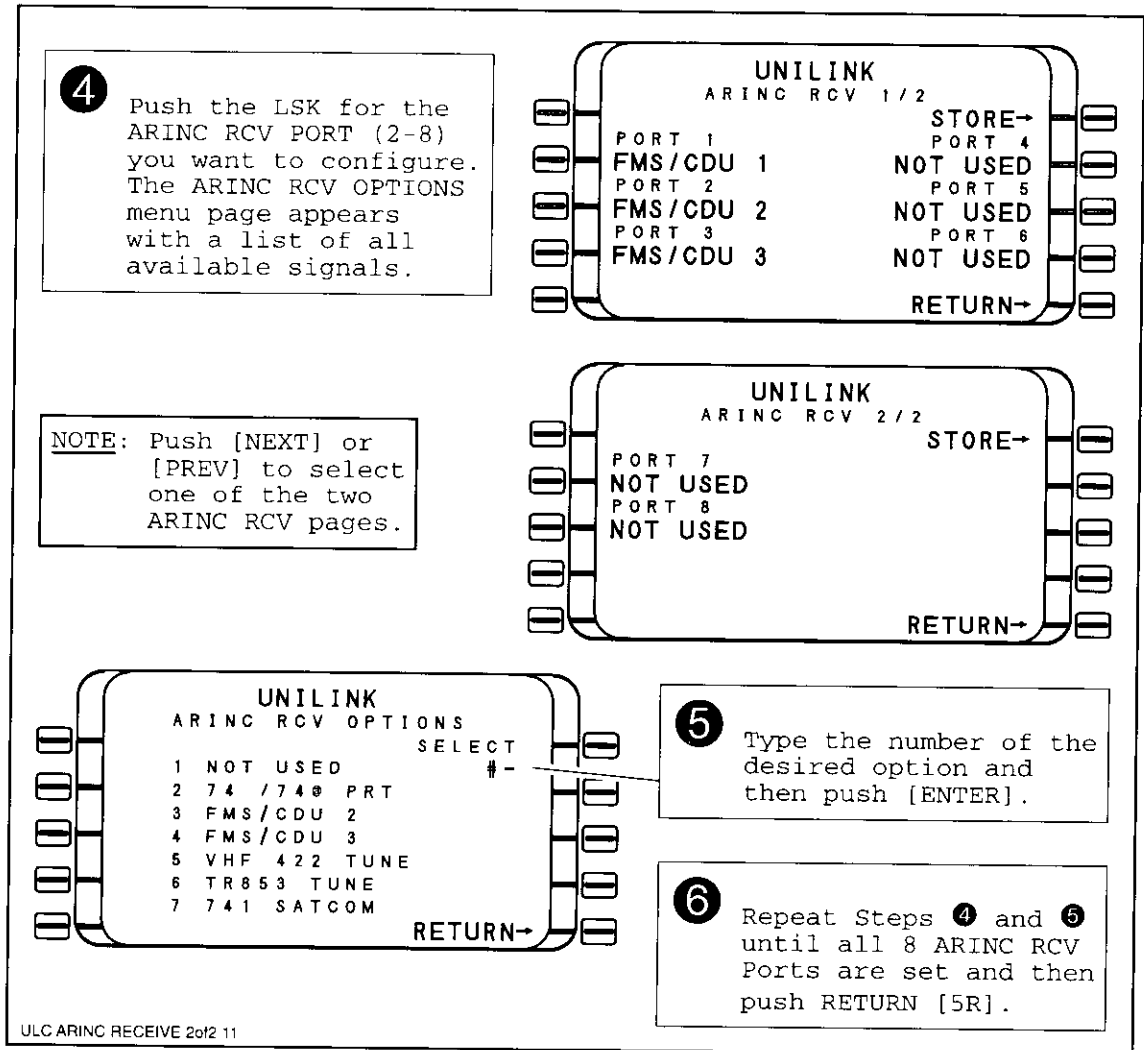 4
Push the LSK for the
ARINC RCV PORT (2-8)
you want to configure.
The ARINC RCV OPTIONS
menu page appears
with a list of all
available signals.
UNILINK
ARINC RCV 1/2
STORE→
PORT 1 PORT 4
FMS/CDU 1 NOT USED
PORT 2 PORT 5
FMS/CDU 2 NOT USED
PORT 3 PORT 6
FMS/CDU 3 NOT USED
RETURN→
NOTE: Push [NEXT] or
[PREV] to select
one of the two
ARINC RCV pages.
UNILINK
ARINC RCV 2/2
STORE→
PORT 7
NOT USED
PORT 8
NOT USED
RETURN→
UNILINK
ARINC RCV OPTIONS
SELECT
#-
1 NOT USED
2 74 /74@ PRT
3 FMS/CDU 2
4 FMS/CDU 3
5 VHF 422 TUNE
6 TR853 TUNE
7 741 SATCOM
RETURN→
5
Type the number of the
desired option and
then push [ENTER].
6
Repeat Steps 4 and 5
until all 8 ARINC RCV
Ports are set and then
push RETURN [5R].
ULC ARINC RECEIVE 2of2 11